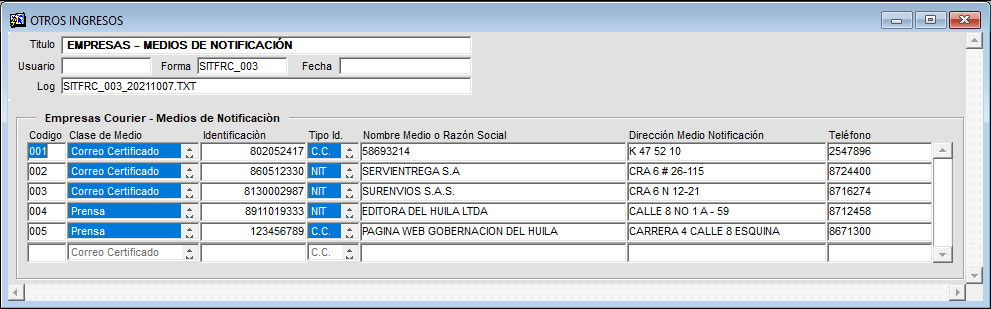 OTROS INGRESOS
Titulo EMPRESAS – MEDIOS DE NOTIFICACIÓN
Usuario Forma SITFRC_003 Fecha
Log SITFRC_003_20211007.TXT
Empresas Courier - Medios de Notificaciòn
Codigo Clase de Medio Identificaciòn Tipo Id. Nombre Medio o Razón Social Dirección Medio Notificación Teléfono
001 Correo Certificado 802052417 C.C. 58693214 K 47 52 10 2547896
002 Correo Certificado 860512330 NIT SERVIENTREGA S.A CRA 6 # 26-115 8724400
003 Correo Certificado 8130002987 NIT SURENVIOS S.A.S. CRA 6 N 12-21 8716274
004 Prensa 8911019333 NIT EDITORA DEL HUILA LTDA CALLE 8 NO 1 A - 59 8712458
005 Prensa 123456789 C.C. PAGINA WEB GOBERNACION DEL HUILA CARRERA 4 CALLE 8 ESQUINA 8671300
Correo Certificado C.C.